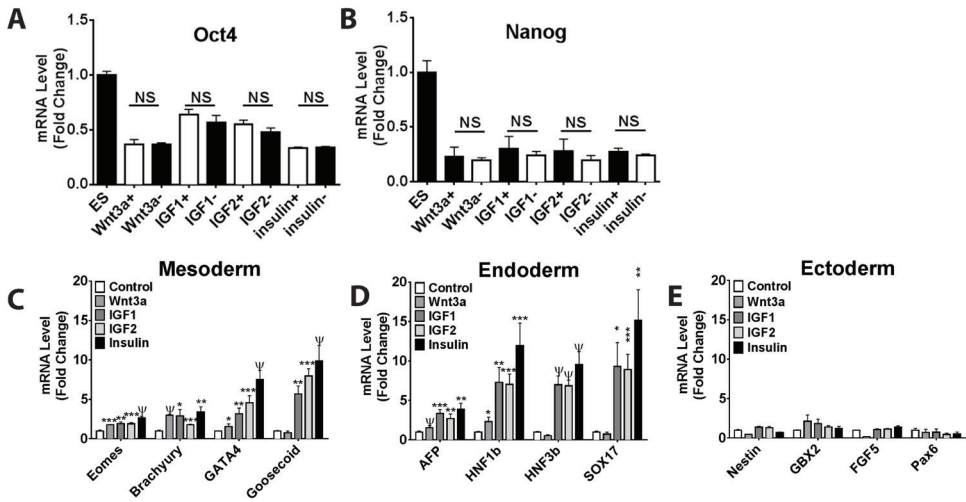 A
Oct4
mRNA Level
(Fold Change)
1.5
1.0
0.5
0.0
NS
NS
NS
NS
ES
Wnt3a+
Wnt3a-
IGF1+
IGF1-
IGF2+
IGF2-
insulin+
insulin-
B
Nanog
mRNA Level
(Fold Change)
1.5
1.0
0.5
0.0
NS
NS
NS
NS
ES
Wnt3a+
Wnt3a-
IGF1+
IGF1-
IGF2+
IGF2-
insulin+
insulin-
C
Mesoderm
mRNA Level
(Fold Change)
20
15
10
5
0
Control
Wnt3a
IGF1
IGF2
Insulin
*** ** *** ψ
ψ * *** **
* ** *** ψ
** *** ψ
Eomes
Brachyury
GATA4
Goosecoid
D
Endoderm
mRNA Level
(Fold Change)
20
15
10
5
0
Control
Wnt3a
IGF1
IGF2
Insulin
ψ *** ** **
* ** *** ***
ψ ψ ψ
* *** **
AFP
HNF1b
HNF3b
SOX17
E
Ectoderm
mRNA Level
(Fold Change)
20
15
10
5
0
Control
Wnt3a
IGF1
IGF2
Insulin
Nestin
GBX2
FGF5
Pax6